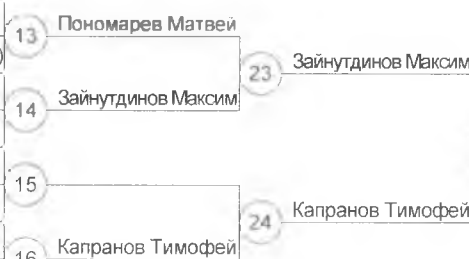 13 Пономарев Матвей
23 Зайнутдинов Максим
14 Зайнутдинов Максим
15
24 Капранов Тимофей
16 Капранов Тимофей